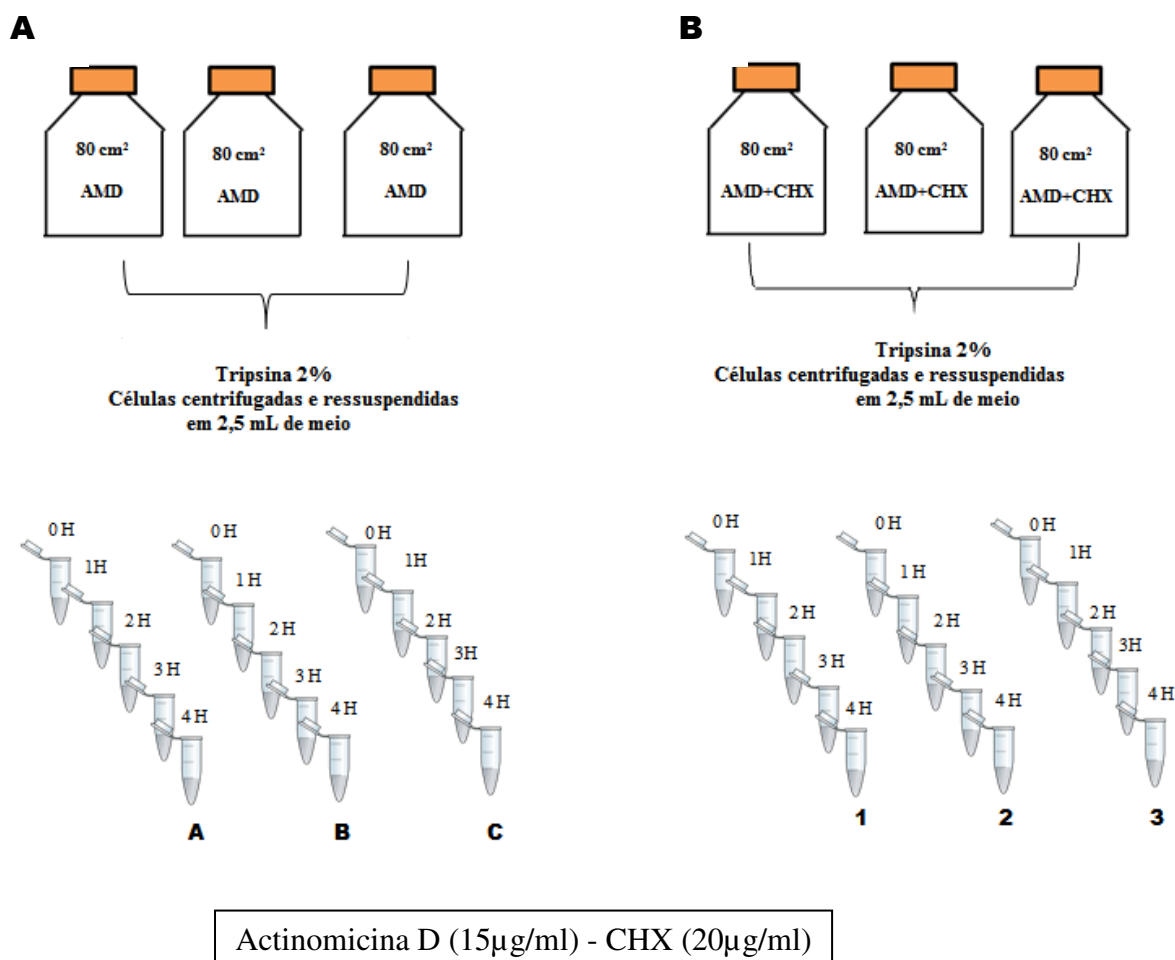 A
80 cm²
AMD
80 cm²
AMD
80 cm²
AMD
Tripsina 2%
Células centrifugadas e ressuspendidas
em 2,5 mL de meio
0 H
1H
2 H
3 H
4 H
A
0 H
1 H
2 H
3 H
4 H
B
0 H
1H
2 H
3H
4 H
C
B
80 cm²
AMD+CHX
80 cm²
AMD+CHX
80 cm²
AMD+CHX
Tripsina 2%
Células centrifugadas e ressuspendidas
em 2,5 mL de meio
0 H
1H
2 H
3 H
4 H
1
0 H
1 H
2 H
3 H
4 H
2
0 H
1H
2 H
3H
4 H
3
Actinomicina D (15µg/ml) - CHX (20µg/ml)